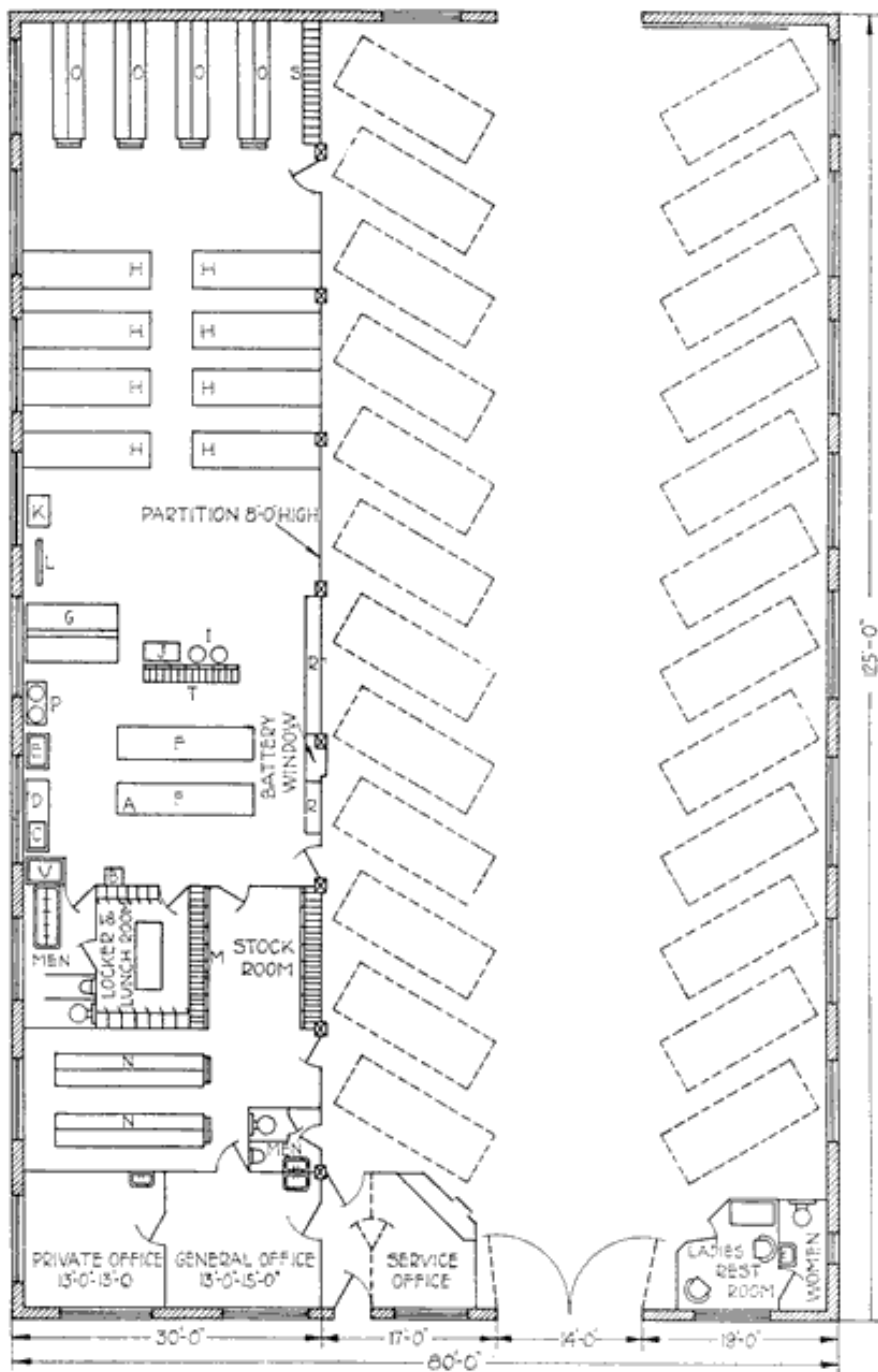 O O O O S
H H
H H
H H
H H
K
PARTITION 8'-0" HIGH
L
G
J I
T
R
P
BATTERY
WINDOW
E
P
D
A P
R
C
V
B
MEN
LOCKER &
LUNCH ROOM
M
STOCK
ROOM
N
N
MEN
PRIVATE OFFICE
13'-0"-13'-0
GENERAL OFFICE
13'-0"-15'-0"
SERVICE
OFFICE
LADIES
REST
ROOM
WOMEN
125'-0"
30'-0"
17'-0"
14'-0"
19'-0"
80'-0"